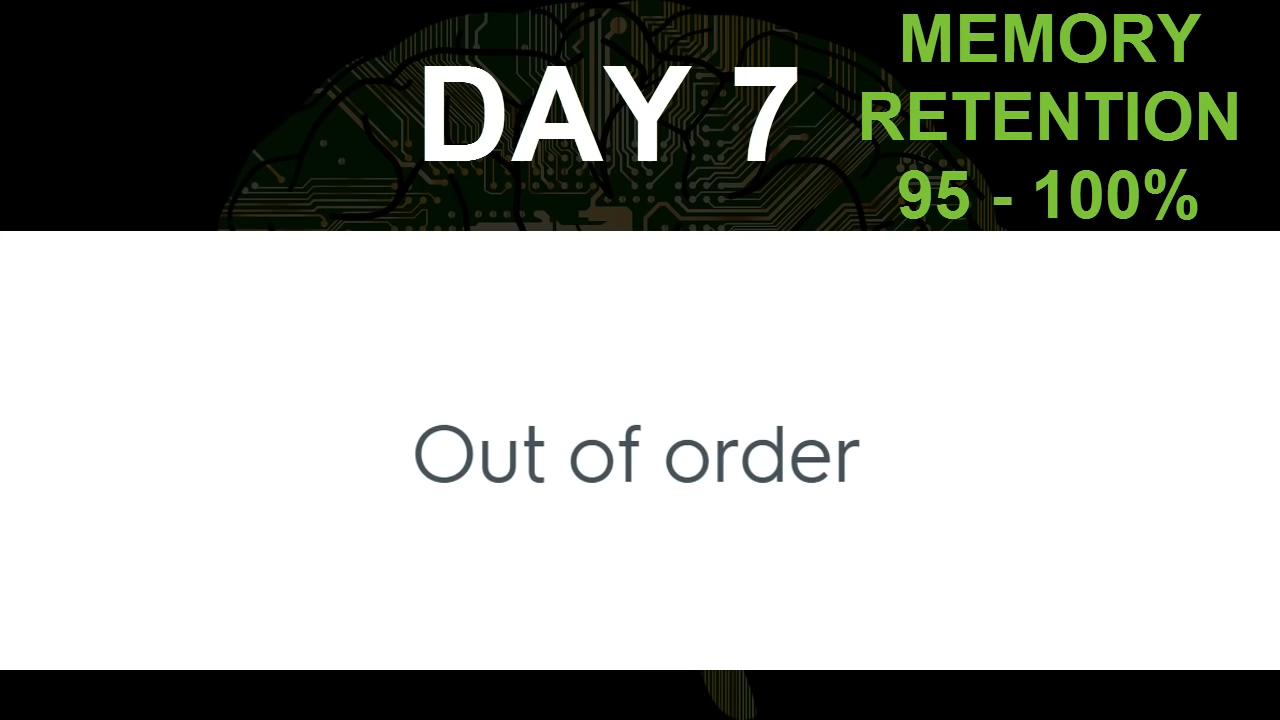 DAY 7
MEMORY
RETENTION
95 - 100%
Out of order